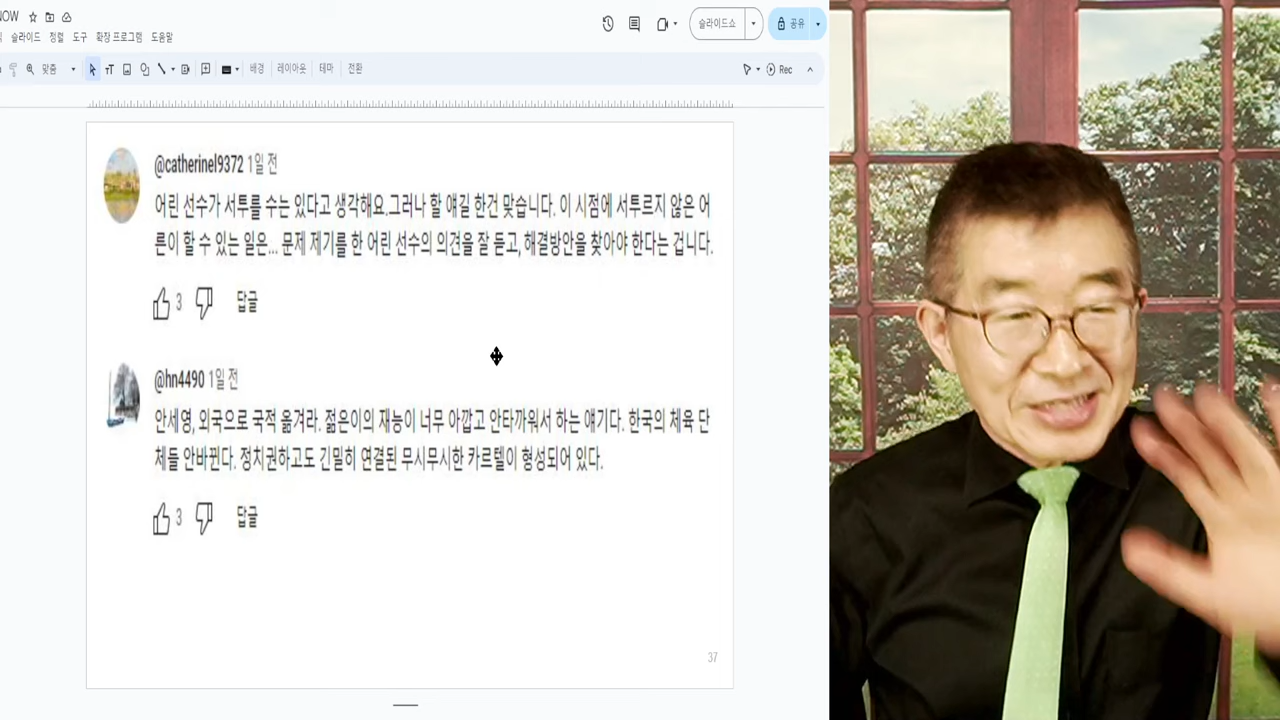 NOW
슬라이드 정렬 도구 확장 프로그램 도움말
슬라이드쇼
공유
맞춤
배경 레이아웃 테마 전환
Rec
@catherinel9372 1일 전
어린 선수가 서투를 수는 있다고 생각해요.그러나 할 얘길 한건 맞습니다. 이 시점에 서투르지 않은 어
른이 할 수 있는 일은... 문제 제기를 한 어린 선수의 의견을 잘 듣고, 해결방안을 찾아야 한다는 겁니다.
3 답글
@hn4490 1일 전
안세영, 외국으로 국적 옮겨라. 젊은이의 재능이 너무 아깝고 안타까워서 하는 얘기다. 한국의 체육 단
체들 안바뀐다. 정치권하고도 긴밀히 연결된 무시무시한 카르텔이 형성되어 있다.
3 답글
37